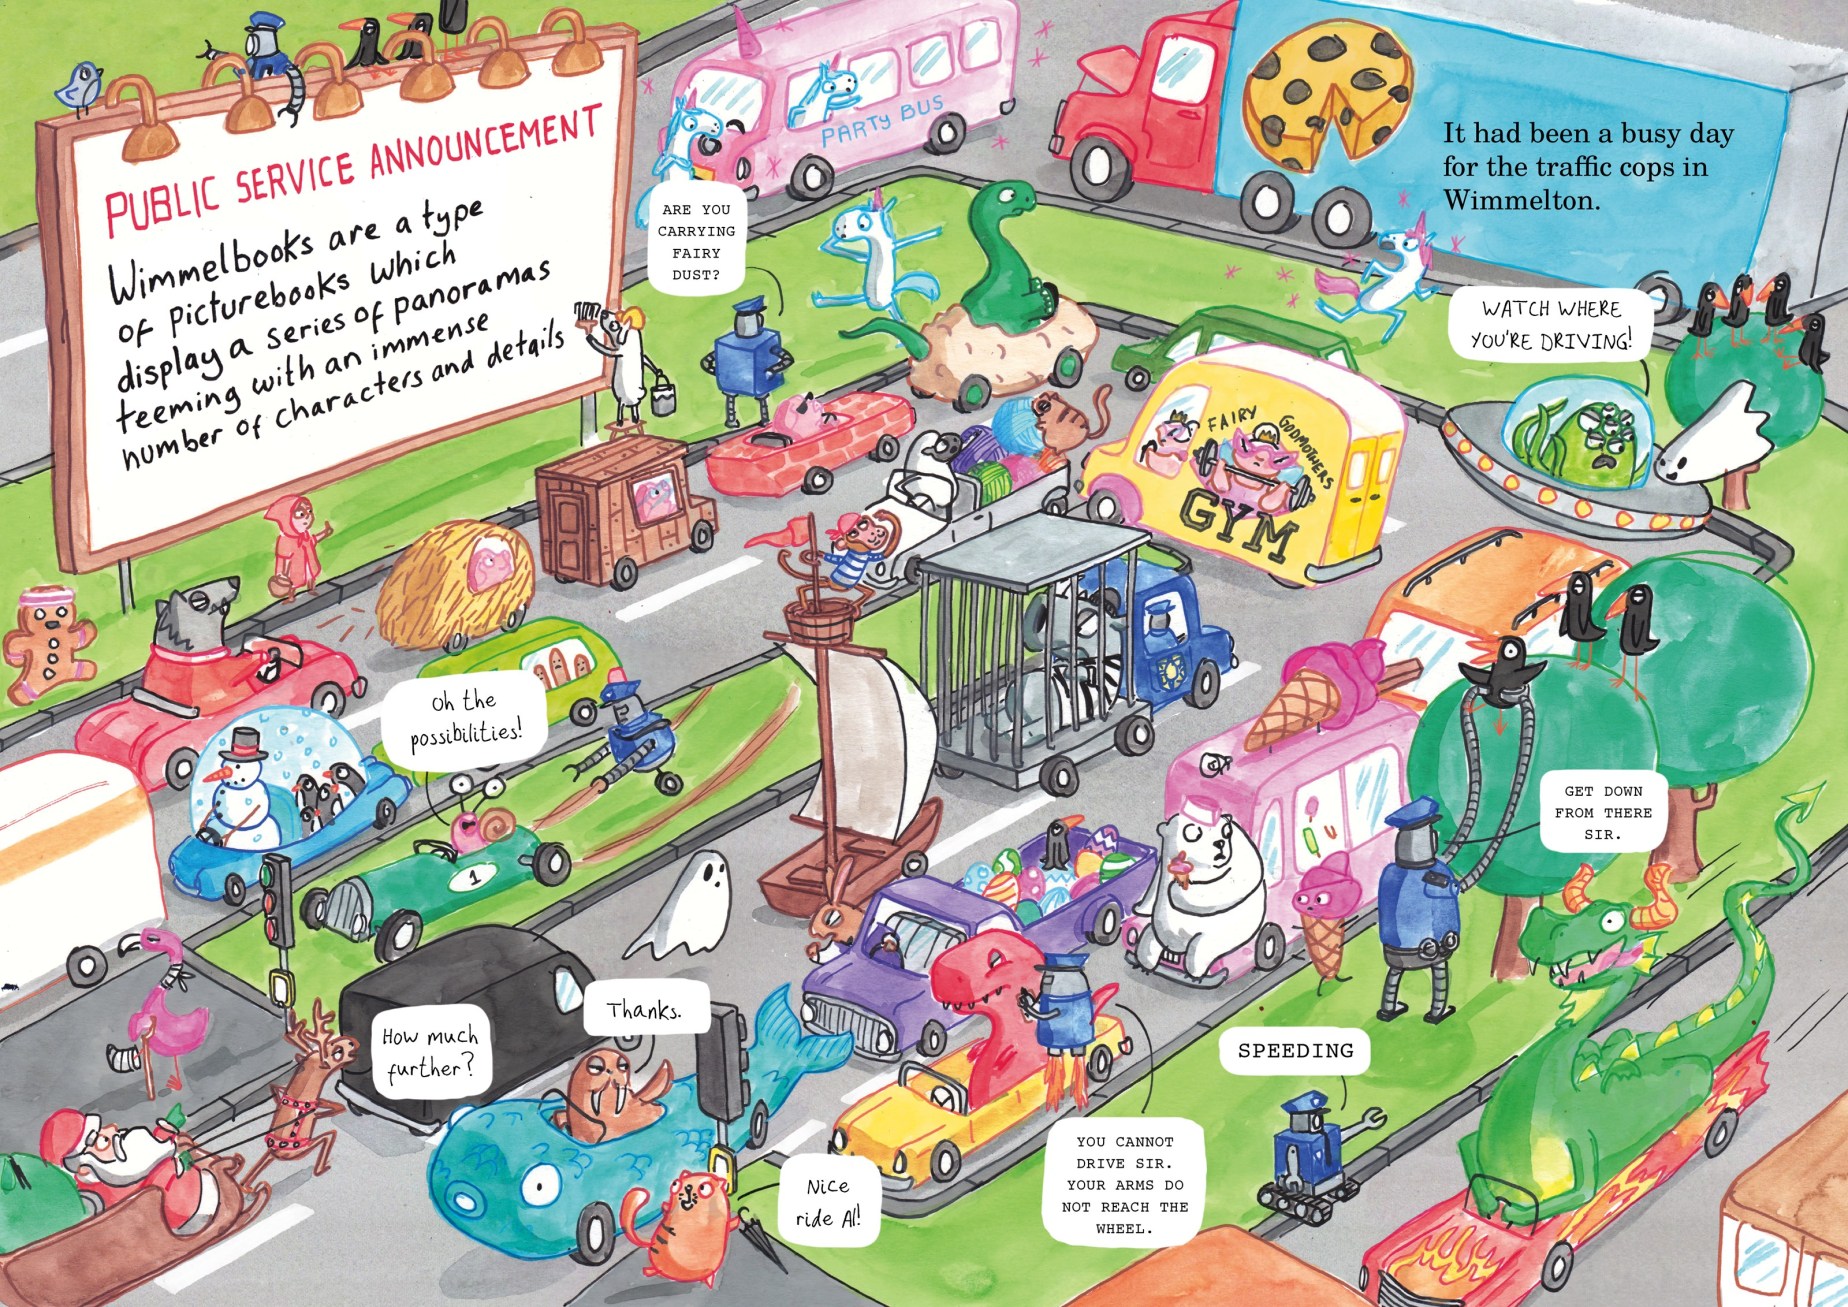 PUBLIC SERVICE ANNOUNCEMENT
Wimmelbooks are a type
of picturebooks which
display a series of panoramas
teeming with an immense
number of characters and details
PARTY BUS
It had been a busy day
for the traffic cops in
Wimmelton.
ARE YOU
CARRYING
FAIRY
DUST?
WATCH WHERE
YOU'RE DRIVING!
FAIRY GODMOTHERS
GYM
Oh the
possibilities!
1
GET DOWN
FROM THERE
SIR.
How much
further?
Thanks.
SPEEDING
YOU CANNOT
DRIVE SIR.
YOUR ARMS DO
NOT REACH THE
WHEEL.
Nice
ride Al!